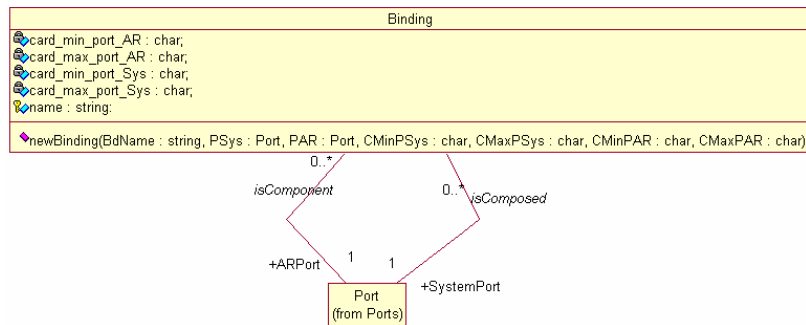 Binding
card_min_port_AR : char;
card_max_port_AR : char;
card_min_port_Sys : char;
card_max_port_Sys : char;
name : string:
newBinding(BdName : string, PSys : Port, PAR : Port, CMinPSys : char, CMaxPSys : char, CMinPAR : char, CMaxPAR : char)
0..*
isComponent
0..*
isComposed
+ARPort
1
1
+SystemPort
Port
(from Ports)